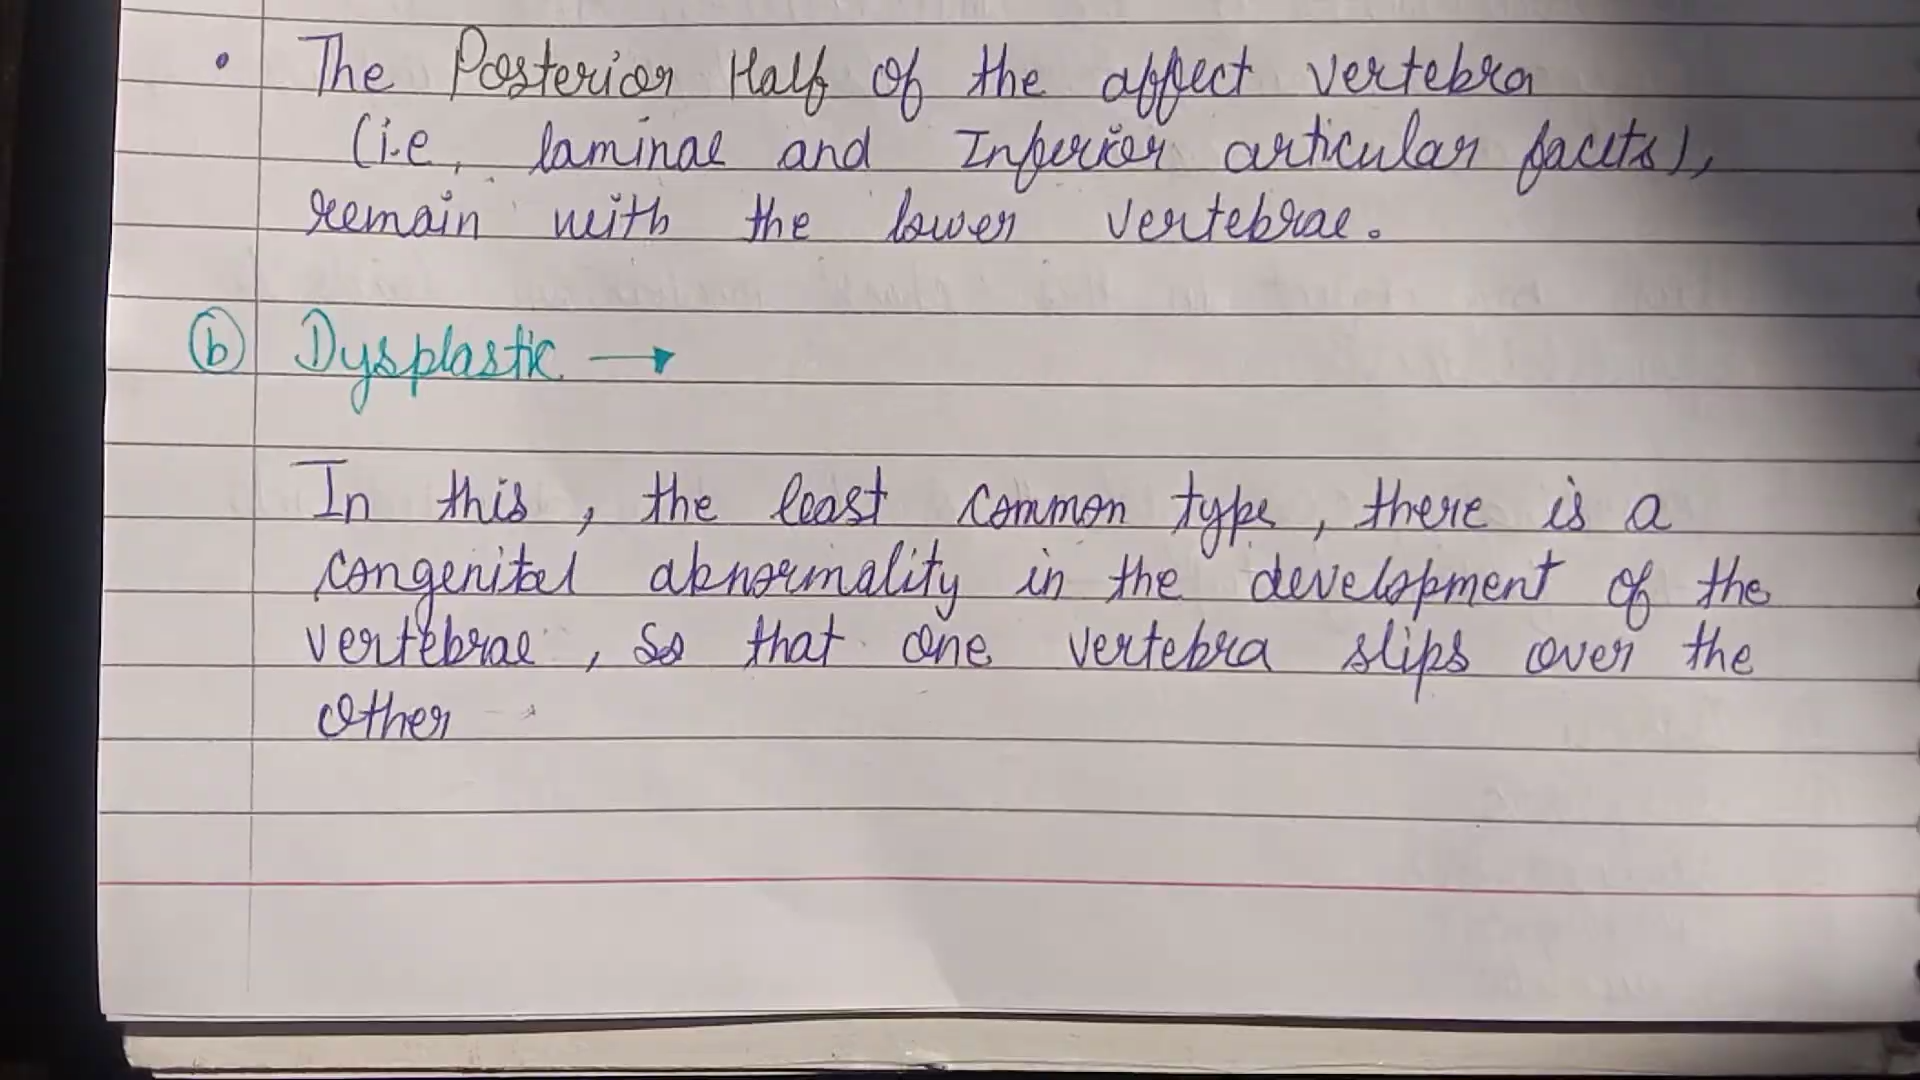 • The Posterior Half of the affect vertebra
(i.e, laminae and Inferior articular facets),
remain with the lower vertebrae.
(b) Dysplastic →
In this, the least common type, there is a
congenital abnormality in the development of the
vertebrae, so that one vertebra slips over the
other